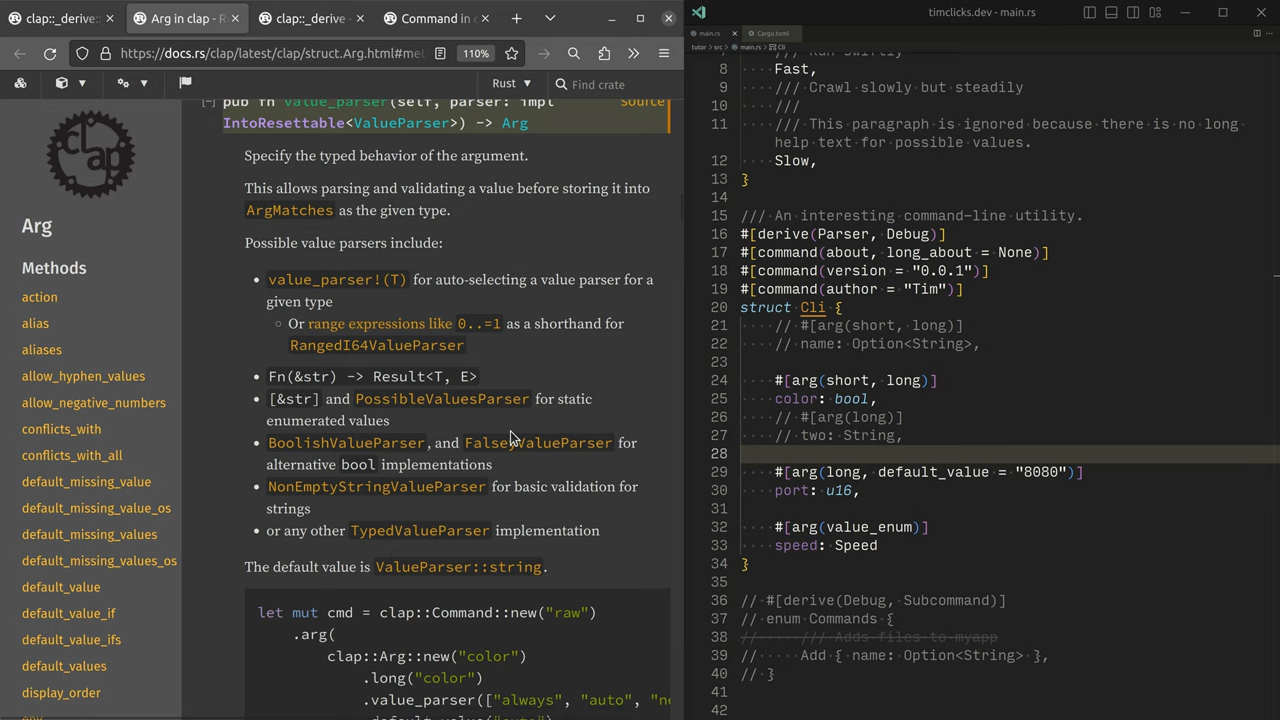 clap::_derive::
Arg in clap - R
clap::_derive -
Command in c
https://docs.rs/clap/latest/clap/struct.Arg.html#met
110%
Rust
Find crate
clap
Arg
Methods
action
alias
aliases
allow_hyphen_values
allow_negative_numbers
conflicts_with
conflicts_with_all
default_missing_value
default_missing_value_os
default_missing_values
default_missing_values_os
default_value
default_value_if
default_value_ifs
default_values
display_order
pub fn value_parser(self, parser: impl
Source
IntoResettable<ValueParser>) -> Arg
Specify the typed behavior of the argument.
This allows parsing and validating a value before storing it into
ArgMatches as the given type.
Possible value parsers include:
• value_parser!(T) for auto-selecting a value parser for a
given type
◦ Or range expressions like 0..=1 as a shorthand for
RangedI64ValueParser
• Fn(&str) -> Result<T, E>
• [&str] and PossibleValuesParser for static
enumerated values
• BoolishValueParser, and FalseyValueParser for
alternative bool implementations
• NonEmptyStringValueParser for basic validation for
strings
• or any other TypedValueParser implementation
The default value is ValueParser::string.
let mut cmd = clap::Command::new("raw")
.arg(
clap::Arg::new("color")
.long("color")
.value_parser(["always", "auto", "ne
timclicks.dev - main.rs
main.rs
Cargo.toml
tutor > src > main.rs > Cli
7 /// Run swiftly
8 Fast,
9 /// Crawl slowly but steadily
10 ///
11 /// This paragraph is ignored because there is no long
help text for possible values.
12 Slow,
13 }
14
15 /// An interesting command-line utility.
16 #[derive(Parser, Debug)]
17 #[command(about, long_about = None)]
18 #[command(version = "0.0.1")]
19 #[command(author = "Tim")]
20 struct Cli {
21 // #[arg(short, long)]
22 // name: Option<String>,
23
24 #[arg(short, long)]
25 color: bool,
26 // #[arg(long)]
27 // two: String,
28
29 #[arg(long, default_value = "8080")]
30 port: u16,
31
32 #[arg(value_enum)]
33 speed: Speed
34 }
35
36 // #[derive(Debug, Subcommand)]
37 // enum Commands {
38 // /// Adds files to myapp
39 // Add { name: Option<String> },
40 // }
41
42